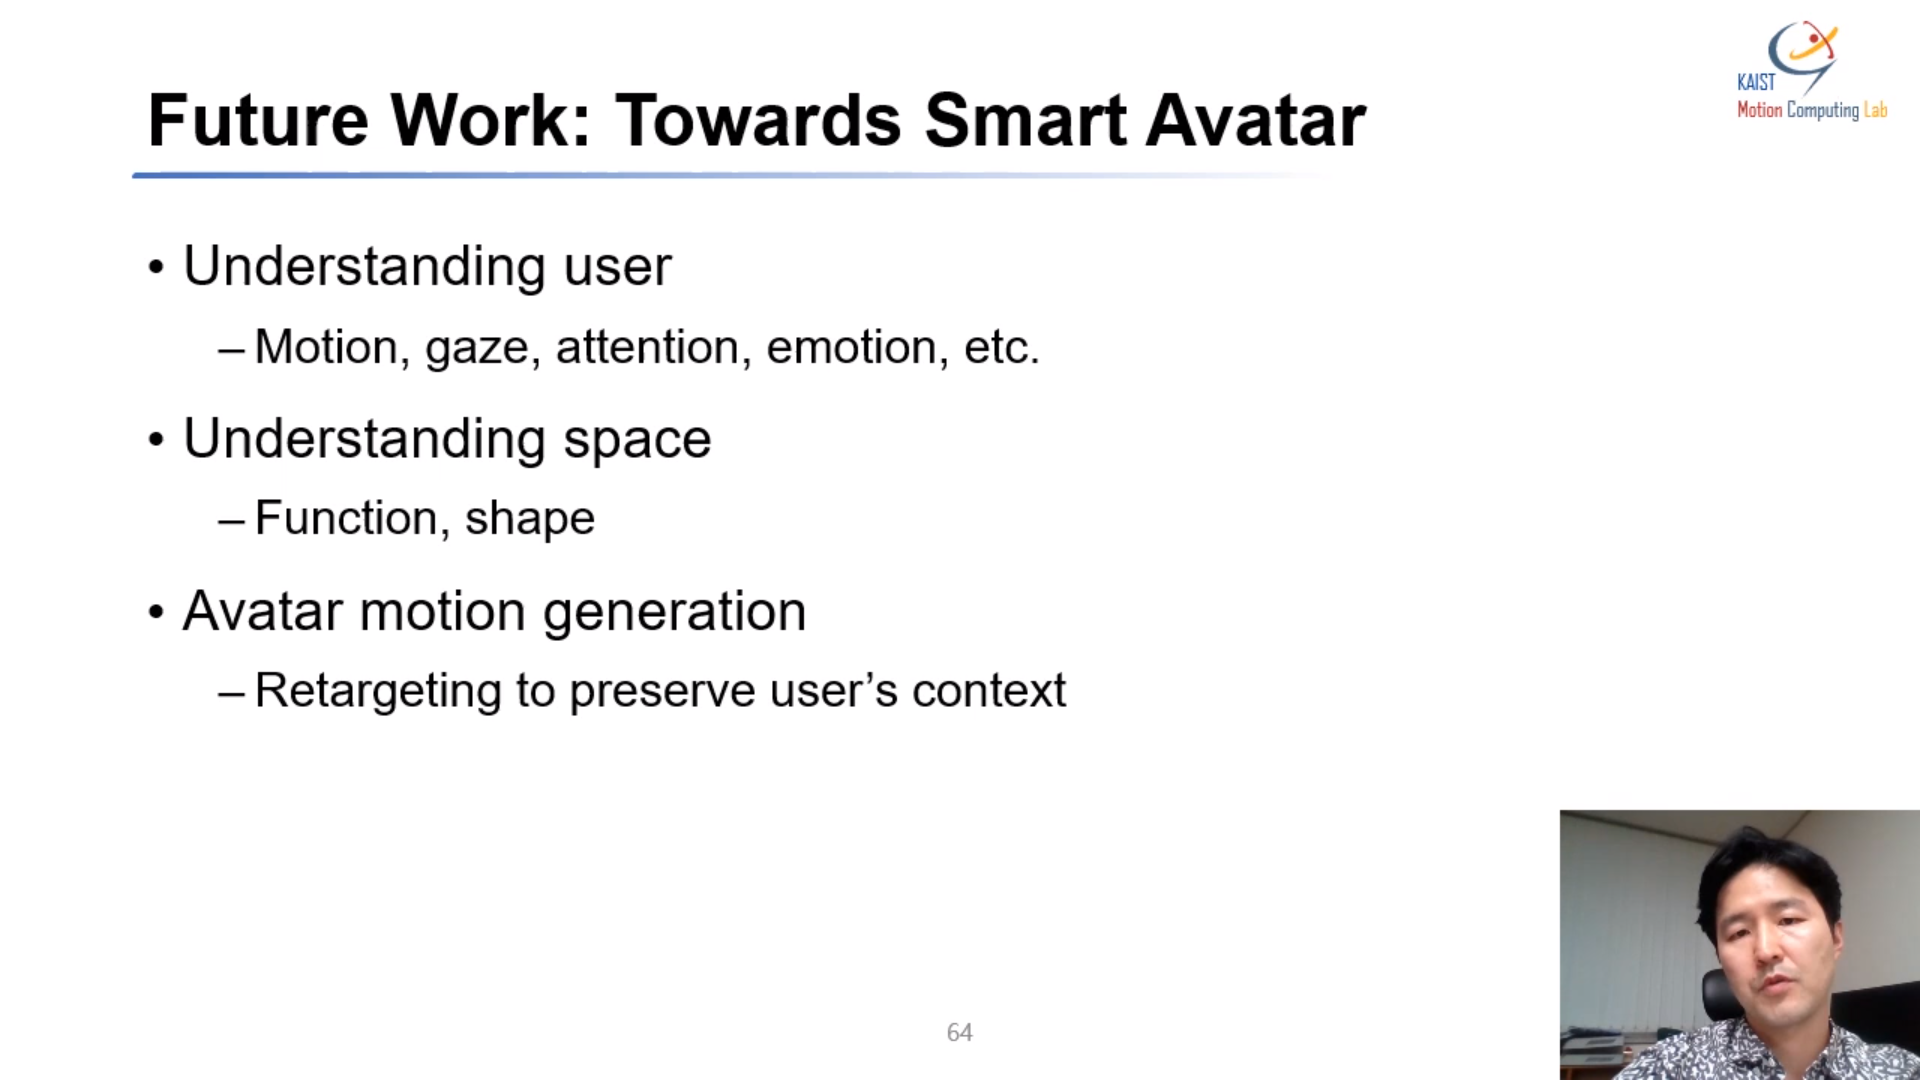 KAIST
Motion Computing Lab
Future Work: Towards Smart Avatar
• Understanding user
– Motion, gaze, attention, emotion, etc.
• Understanding space
– Function, shape
• Avatar motion generation
– Retargeting to preserve user’s context
64